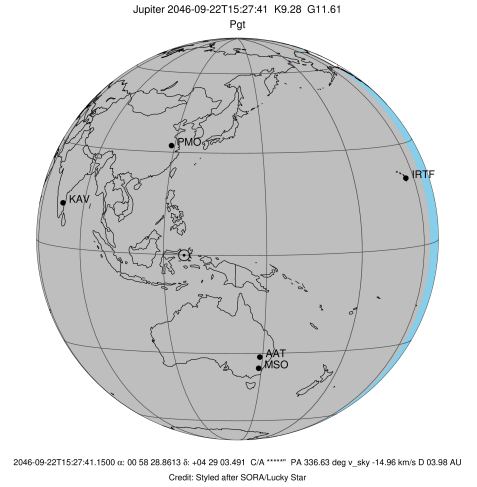 Jupiter 2046-09-22T15:27:41 K9.28 G11.61
Pgt
PMO
IRTF
KAV
AAT
MSO
2046-09-22T15:27:41.1500 α: 00 58 28.8613 δ: +04 29 03.491 C/A *****" PA 336.63 deg v_sky -14.96 km/s D 03.98 AU
Credit: Styled after SORA/Lucky Star